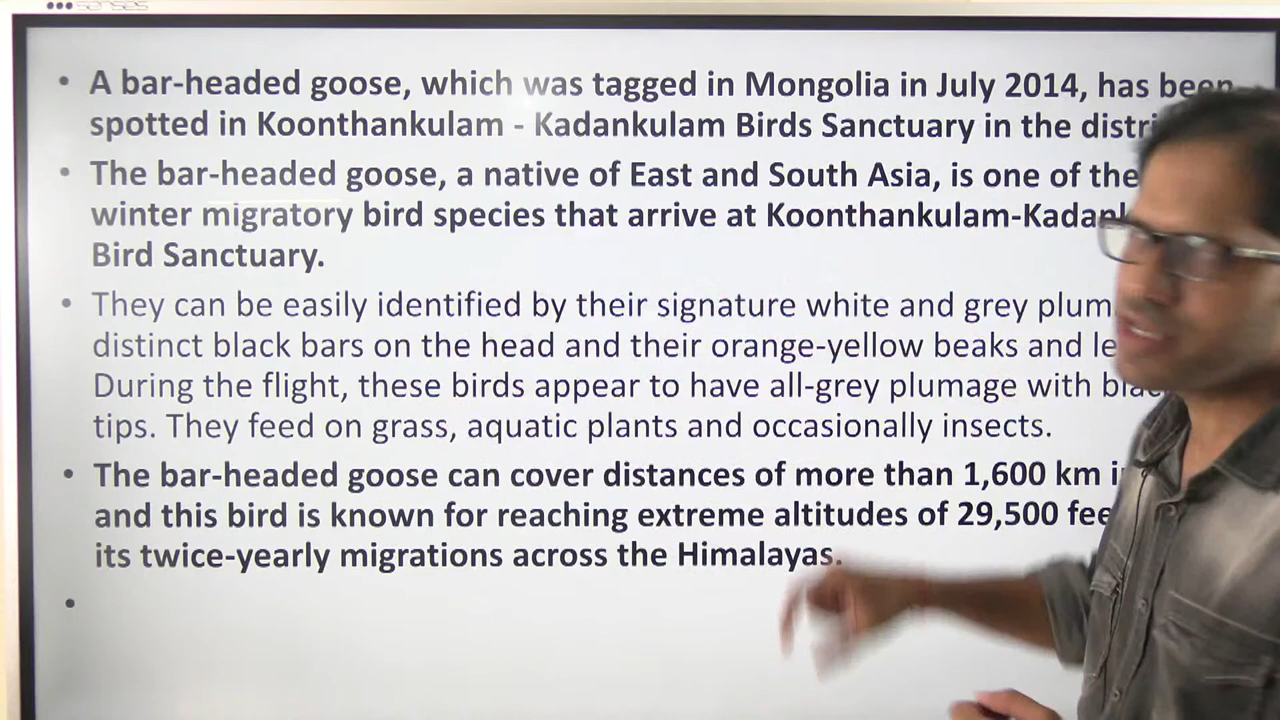 senses
• A bar-headed goose, which was tagged in Mongolia in July 2014, has been
spotted in Koonthankulam - Kadankulam Birds Sanctuary in the
• The bar-headed goose, a native of East and South Asia, is one of the
winter migratory bird species that arrive at
Bird Sanctuary.
• They can be easily identified by their signature white and grey
distinct black bars on the head and their orange-yellow beaks and
During the flight, these birds appear to have all-grey plumage with
tips. They feed on grass, aquatic plants and occasionally insects.
• The bar-headed goose can cover distances of more than 1,600 km
and this bird is known for reaching extreme altitudes of 29,500
its twice-yearly migrations across the Himalayas.
•